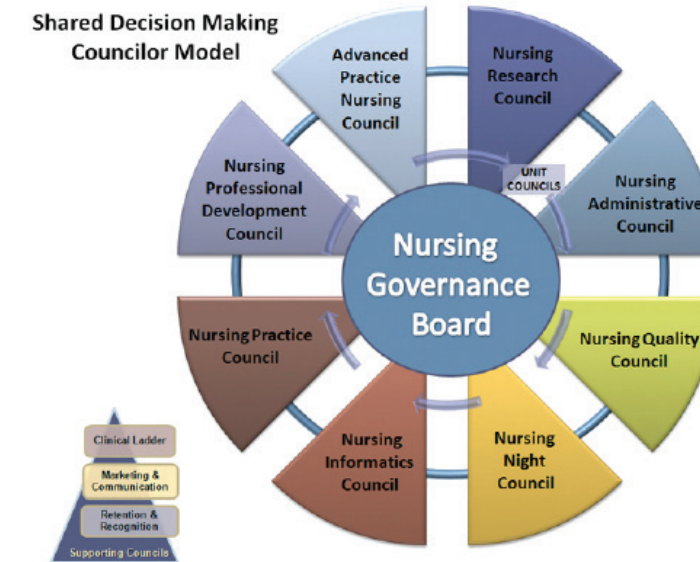 Shared Decision Making
Councilor Model
Advanced
Practice
Nursing
Council
Nursing
Research
Council
UNIT
COUNCILS
Nursing
Administrative
Council
Nursing
Professional
Development
Council
Nursing
Governance
Board
Nursing Practice
Council
Nursing Quality
Council
Nursing
Informatics
Council
Nursing
Night
Council
Clinical Ladder
Marketing &
Communication
Retention &
Recognition
Supporting Councils